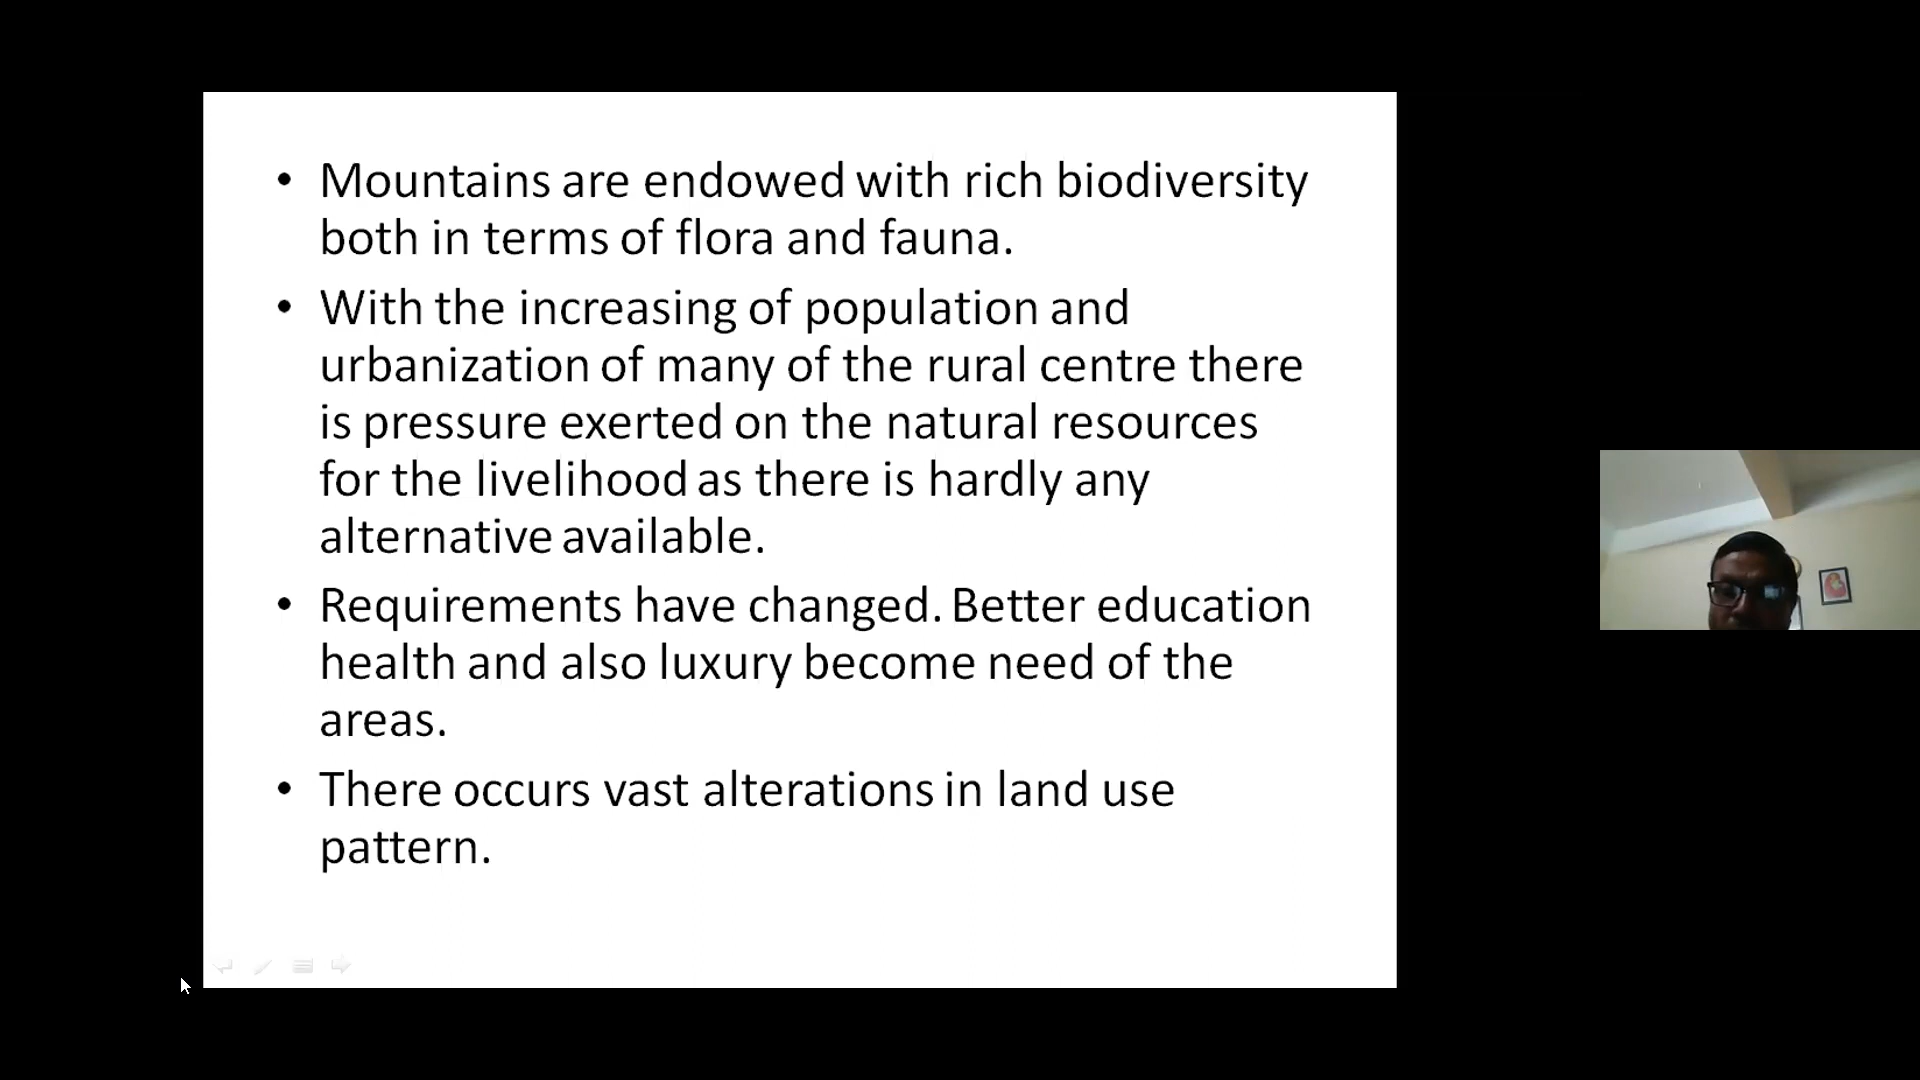 • Mountains are endowed with rich biodiversity
both in terms of flora and fauna.
• With the increasing of population and
urbanization of many of the rural centre there
is pressure exerted on the natural resources
for the livelihood as there is hardly any
alternative available.
• Requirements have changed. Better education
health and also luxury become need of the
areas.
• There occurs vast alterations in land use
pattern.